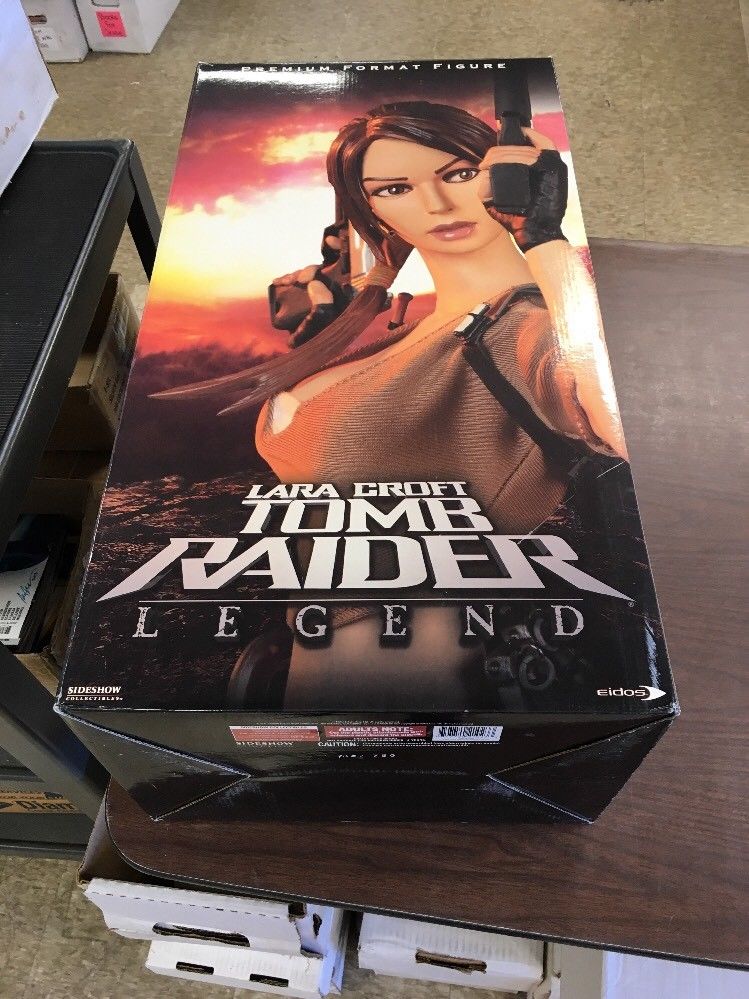 PREMIUM FORMAT FIGURE
LARA CROFT
TOMB
RAIDER
LEGEND
SIDESHOW
COLLECTIBLES
eidos
ADULTS NOTE:
SIDESHOW
CAUTION: